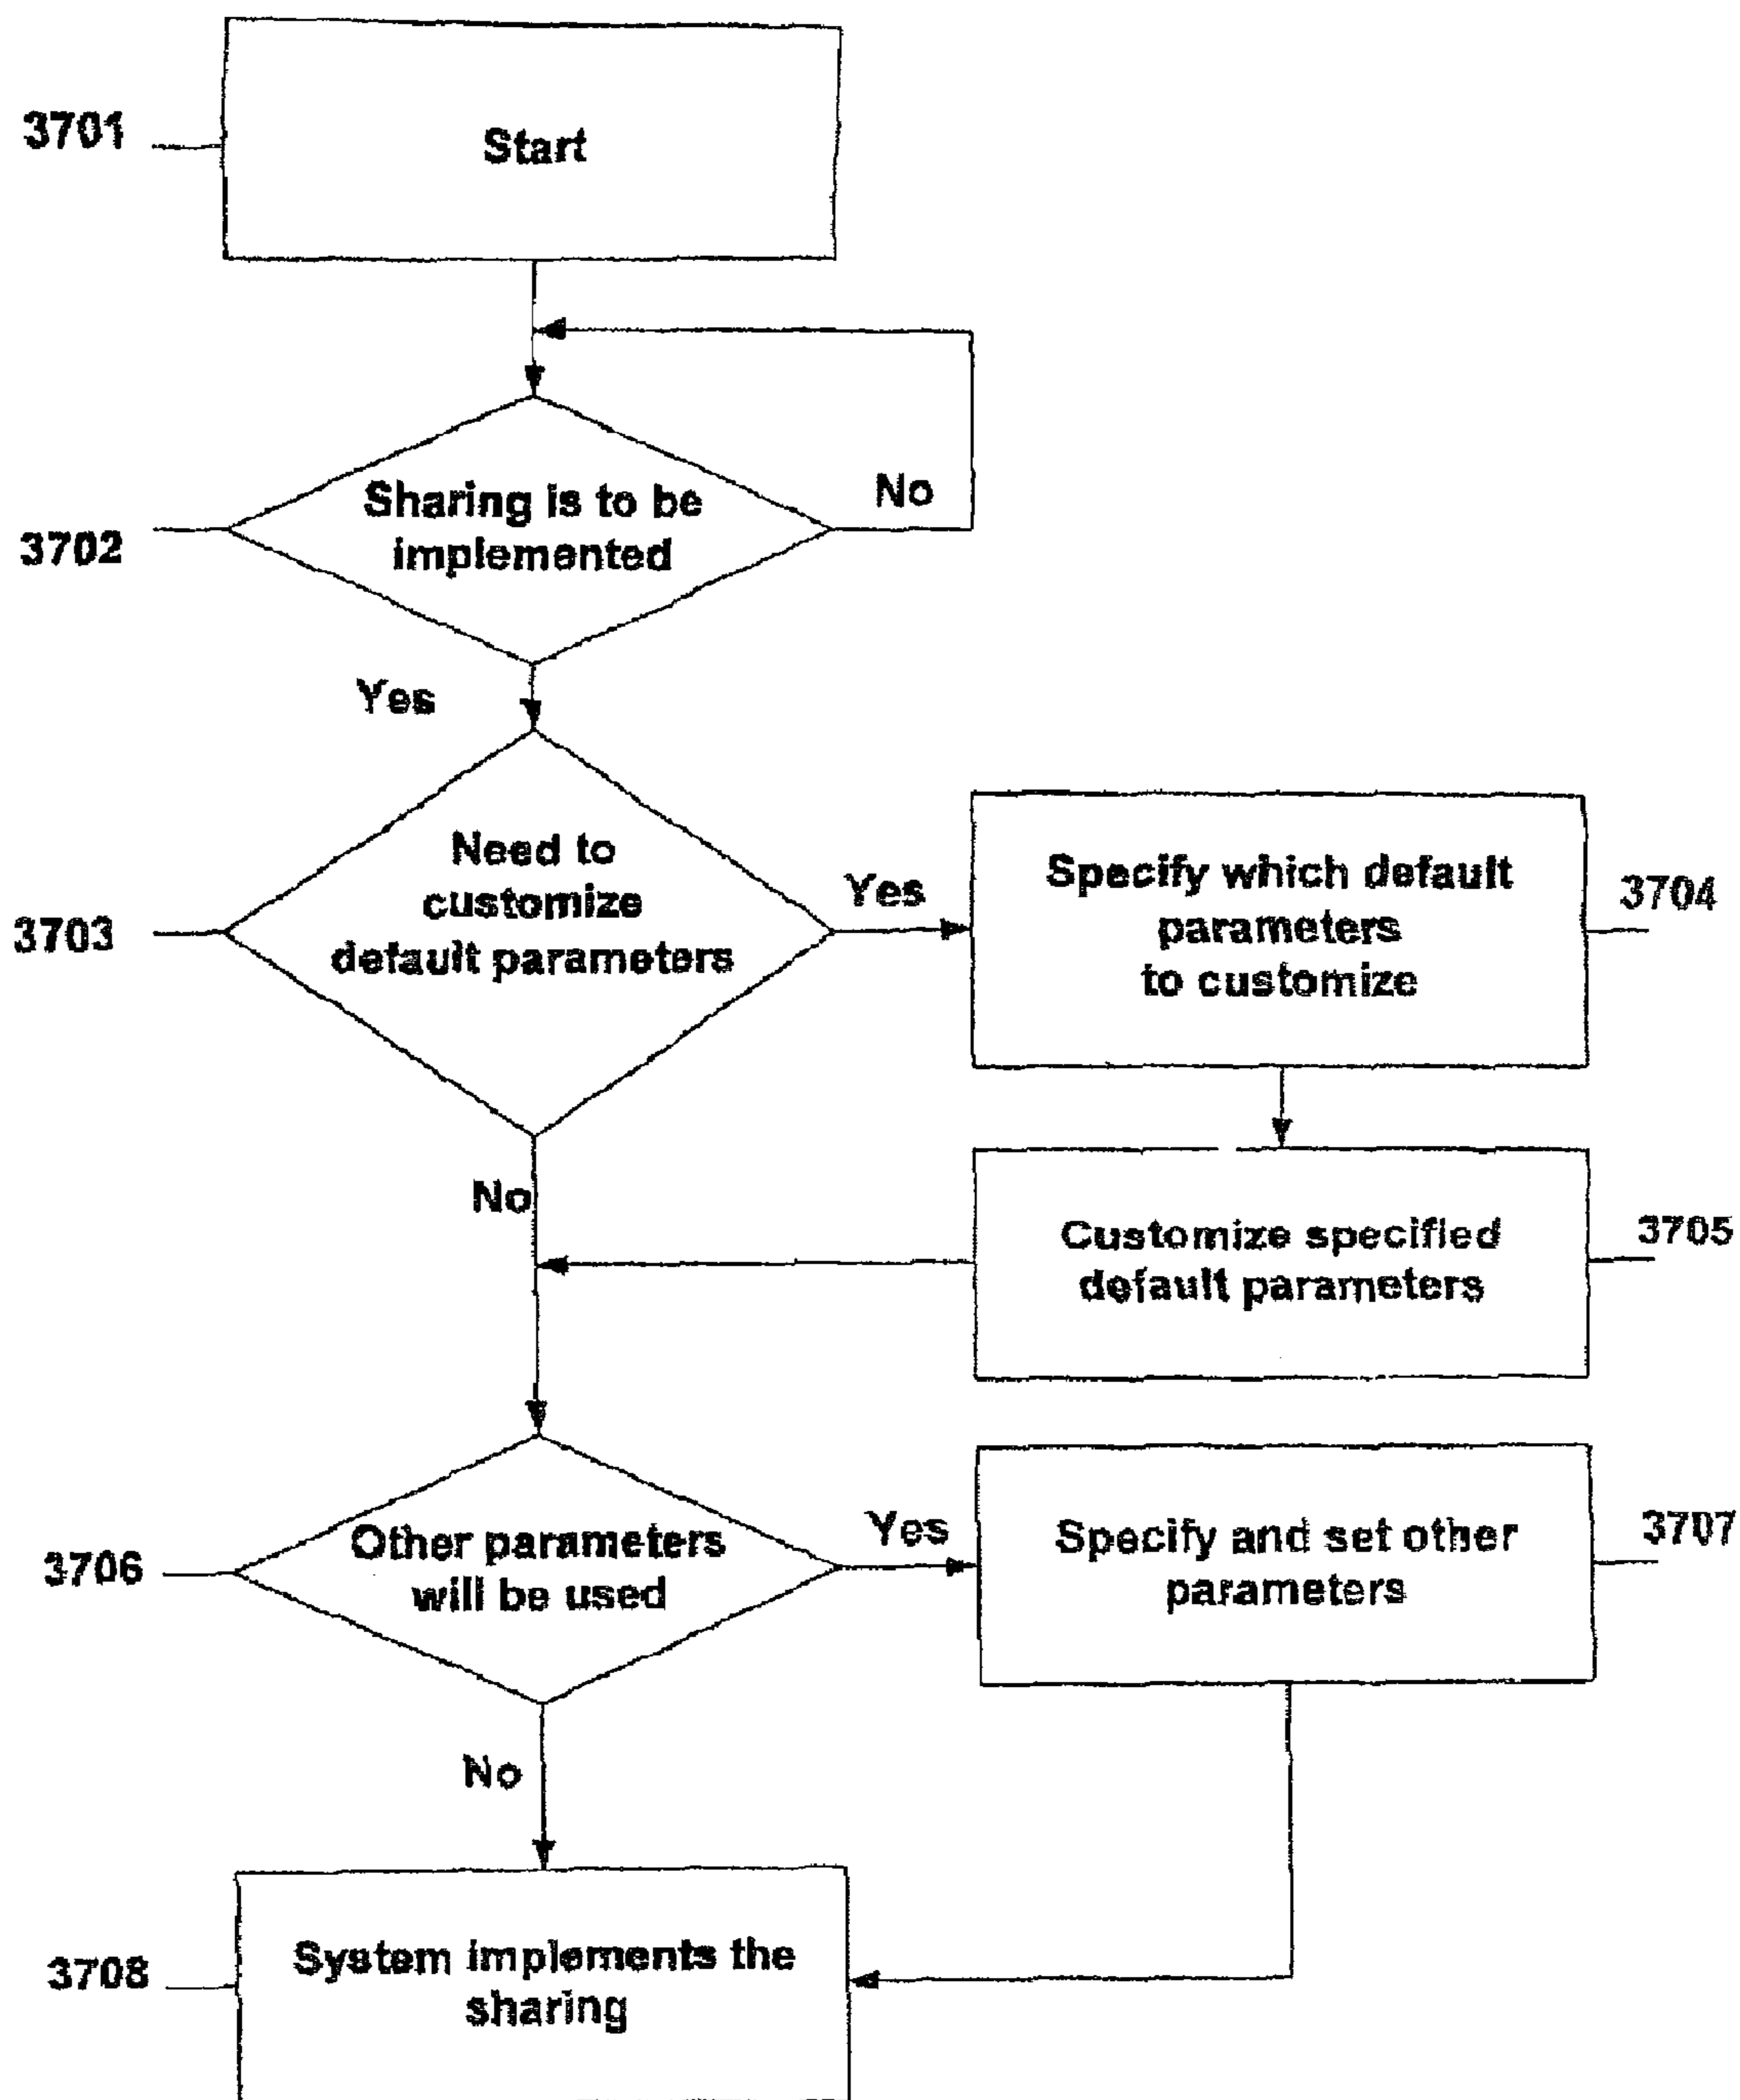 3701
Start
3702
Sharing is to be
implemented
No
Yes
3703
Need to
customize
default parameters
Yes
Specify which default
parameters
to customize
3704
No
Customize specified
default parameters
3705
3706
Other parameters
will be used
Yes
Specify and set other
parameters
3707
No
3708
System implements the
sharing